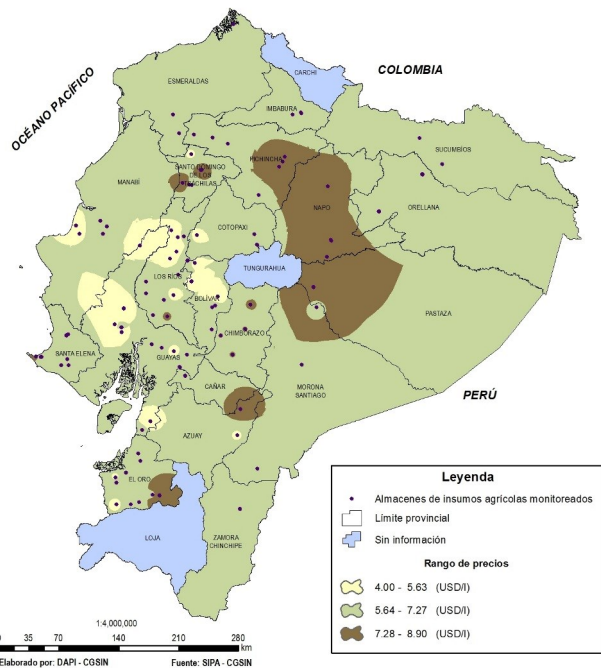 COLOMBIA
OCÉANO PACÍFICO
CARCHI
ESMERALDAS
IMBABURA
SUCUMBÍOS
PICHINCHA
SANTO DOMINGO
DE LOS
TSÁCHILAS
MANABÍ
NAPO
ORELLANA
COTOPAXI
TUNGURAHUA
LOS RÍOS
BOLÍVAR
PASTAZA
CHIMBORAZO
SANTA ELENA
GUAYAS
CAÑAR
MORONA
SANTIAGO
PERÚ
AZUAY
EL ORO
LOJA
ZAMORA
CHINCHIPE
Leyenda
Almacenes de insumos agrícolas monitoreados
Límite provincial
Sin información
Rango de precios
4.00 - 5.63 (USD/l)
5.64 - 7.27 (USD/l)
7.28 - 8.90 (USD/l)
1:4,000,000
0 35 70 140 210 280
km
Elaborado por: DAPI - CGSIN Fuente: SIPA - CGSIN